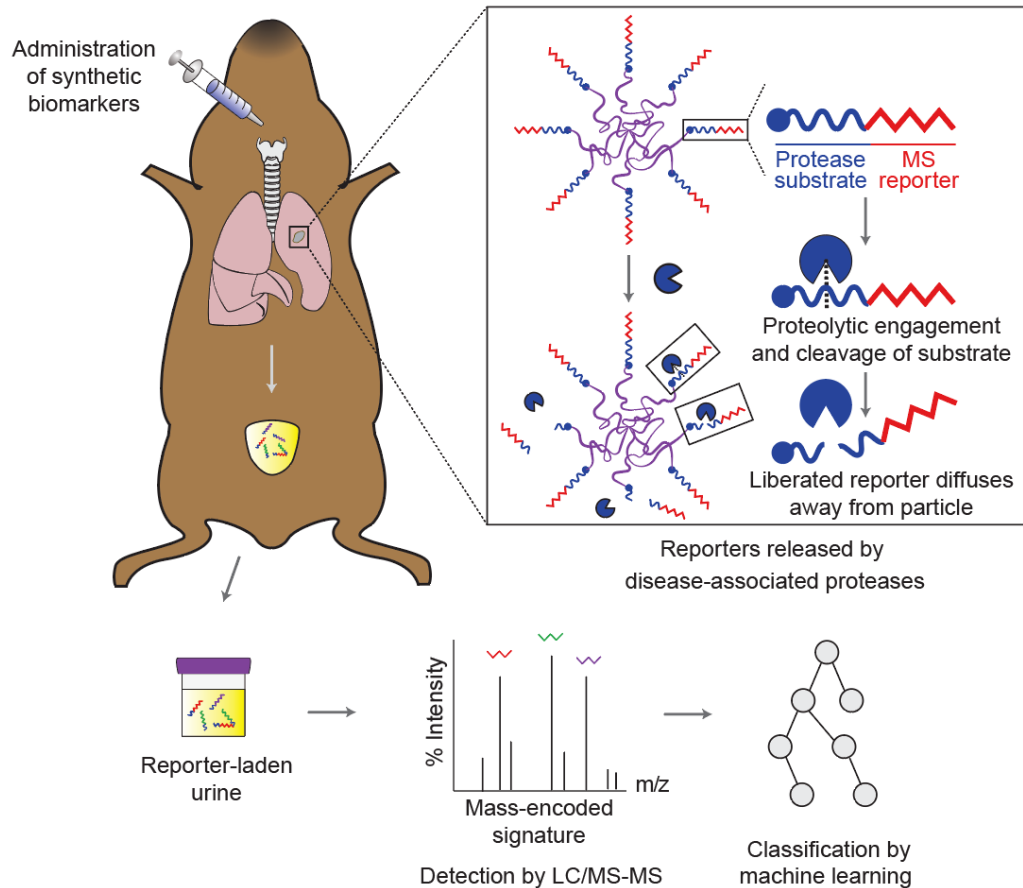 Administration
of synthetic
biomarkers
Protease
substrate
MS
reporter
Proteolytic engagement
and cleavage of substrate
Liberated reporter diffuses
away from particle
Reporters released by
disease-associated proteases
Reporter-laden
urine
% Intensity
m/z
Mass-encoded
signature
Detection by LC/MS-MS
Classification by
machine learning